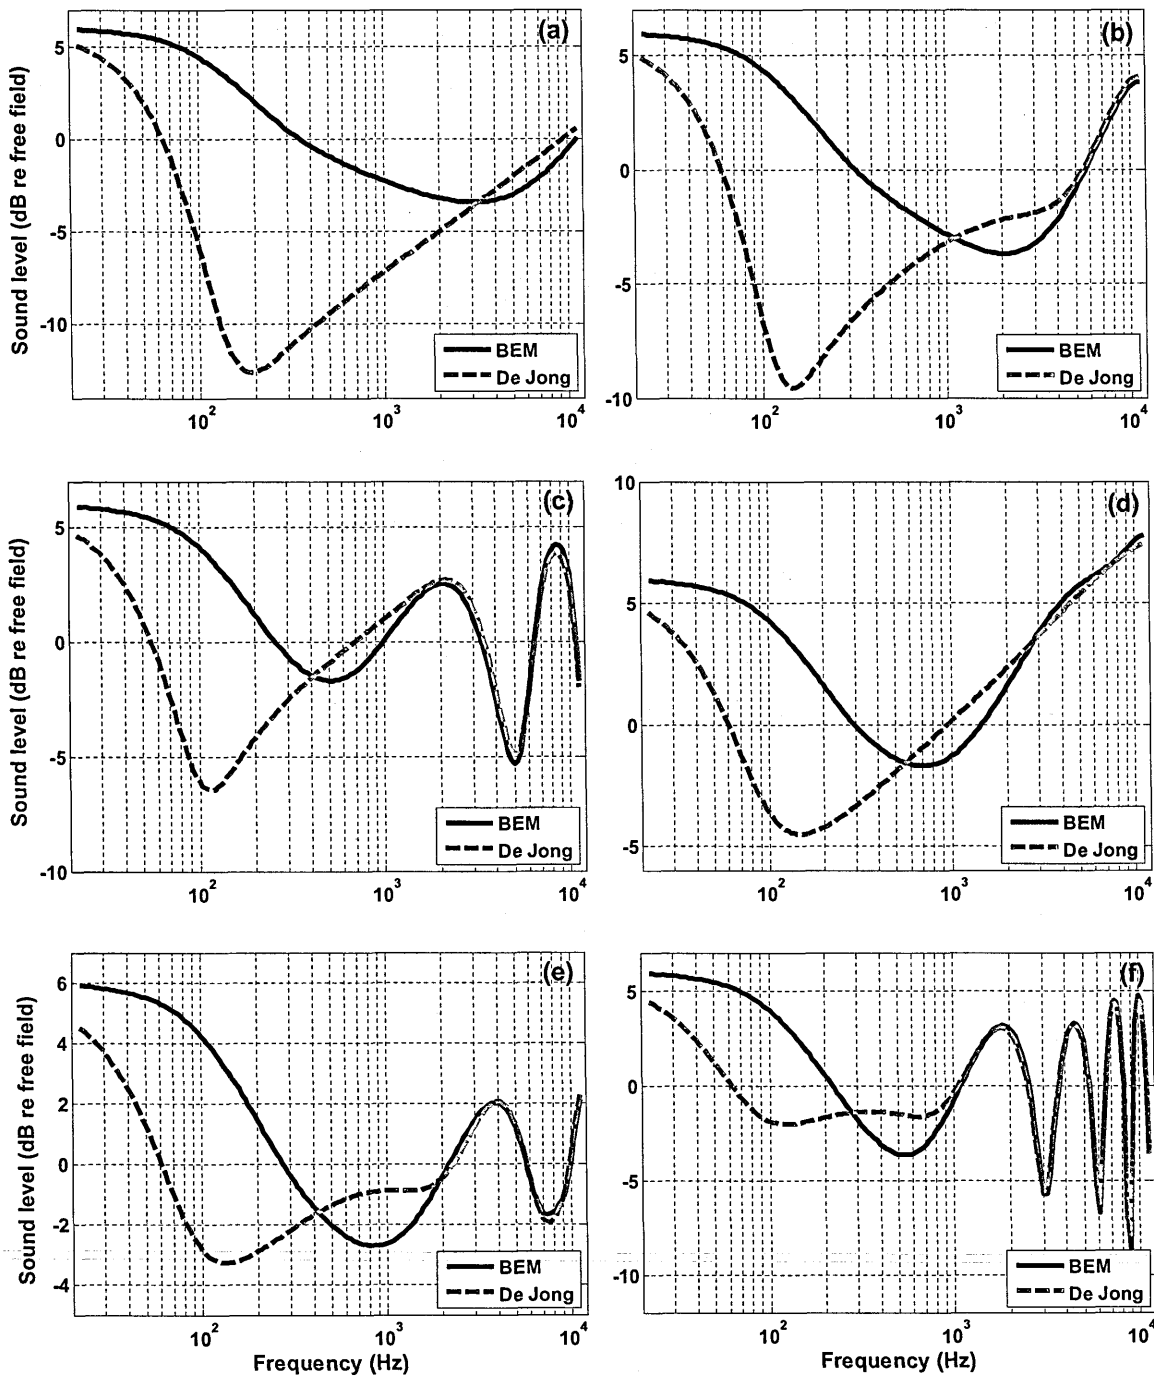 (a)
Sound level (dB re free field)
5
0
-5
-10
BEM
De Jong
10^2
10^3
10^4
(b)
5
0
-5
-10
BEM
De Jong
10^2
10^3
10^4
(c)
Sound level (dB re free field)
5
0
-5
-10
BEM
De Jong
10^2
10^3
10^4
(d)
10
5
0
-5
BEM
De Jong
10^2
10^3
10^4
(e)
Sound level (dB re free field)
6
4
2
0
-2
-4
BEM
De Jong
10^2
10^3
10^4
Frequency (Hz)
(f)
5
0
-5
-10
BEM
De Jong
10^2
10^3
10^4
Frequency (Hz)